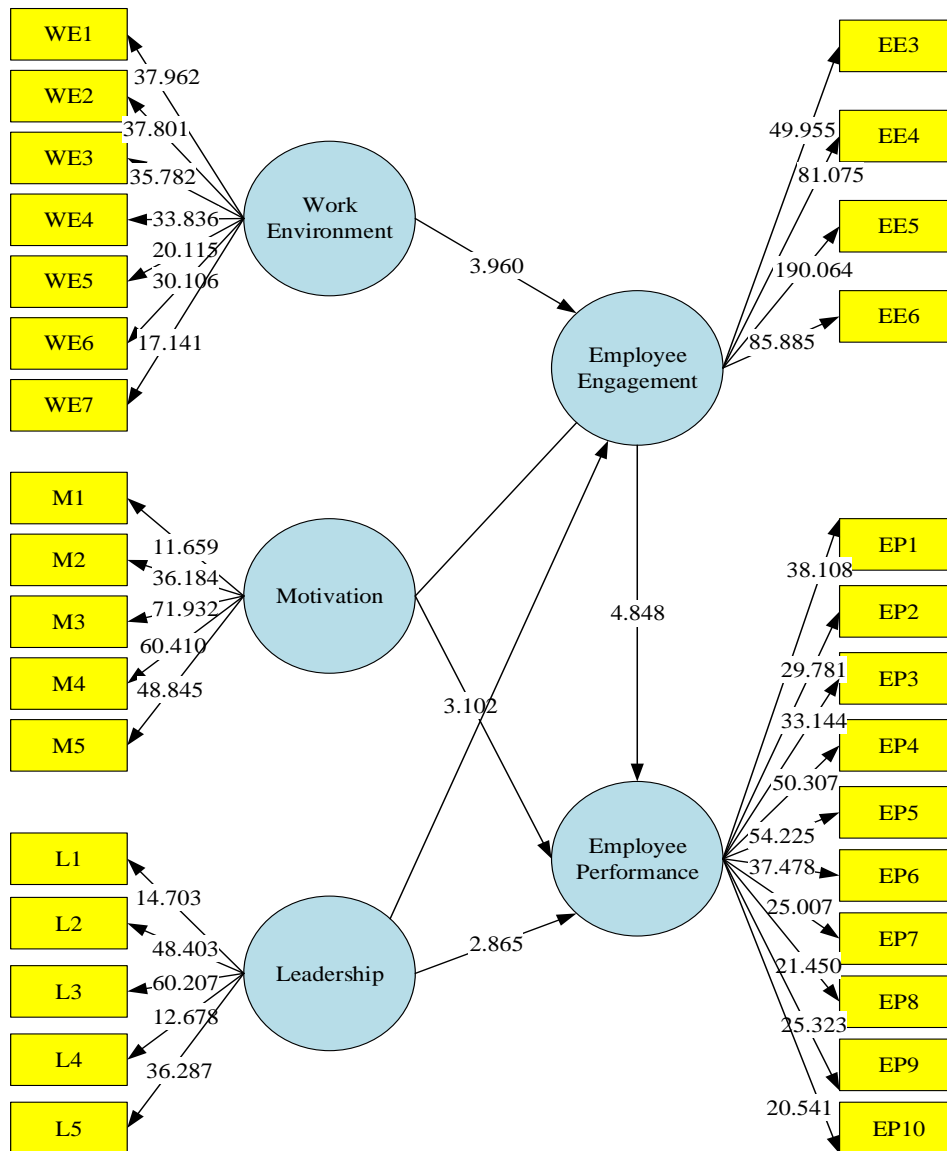 WE1
WE2
WE3
WE4
WE5
WE6
WE7
37.962
37.801
35.782
33.836
20.115
30.106
17.141
Work
Environment
3.960
EE3
EE4
EE5
EE6
49.955
81.075
190.064
85.885
Employee
Engagement
M1
M2
M3
M4
M5
11.659
36.184
71.932
60.410
48.845
Motivation
3.102
4.848
L1
L2
L3
L4
L5
14.703
48.403
60.207
12.678
36.287
Leadership
2.865
Employee
Performance
EP1
EP2
EP3
EP4
EP5
EP6
EP7
EP8
EP9
EP10
38.108
29.781
33.144
50.307
54.225
37.478
25.007
21.450
25.323
20.541